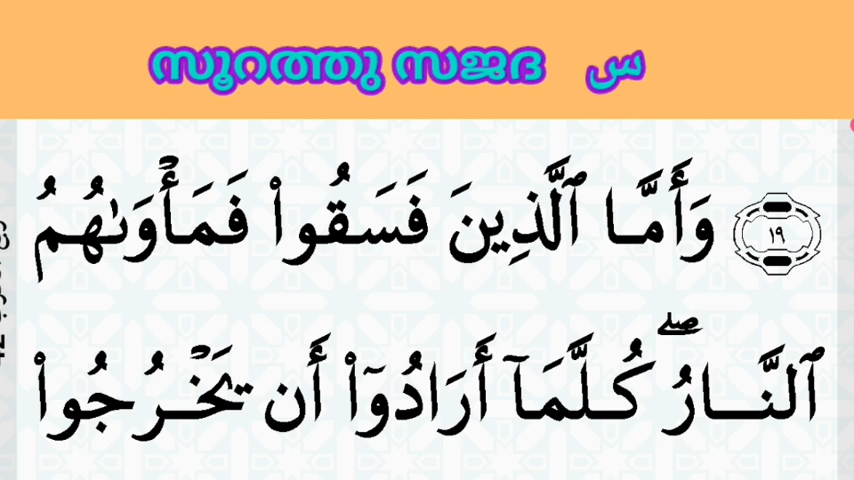 സൂറത്തു സജദ س
١٩ وَأَمَّا ٱلَّذِينَ فَسَقُوا۟ فَمَأْوَىٰهُمُ
ٱلنَّارُ ۖ كُلَّمَآ أَرَادُوٓا۟ أَن يَخْرُجُوا۟